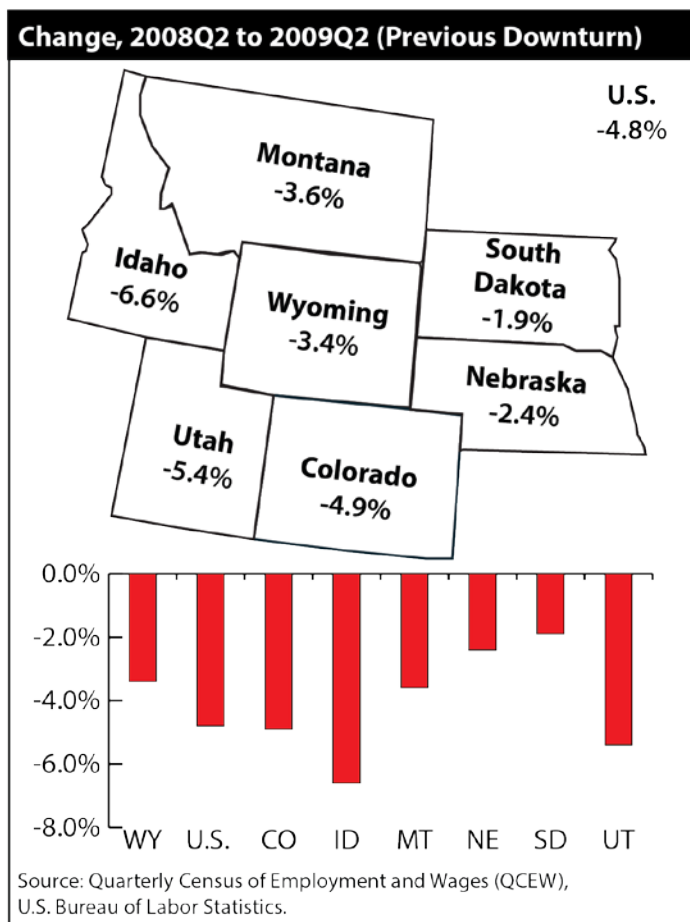 Change, 2008Q2 to 2009Q2 (Previous Downturn)
U.S.
-4.8%
Montana
-3.6%
Idaho
-6.6%
Wyoming
-3.4%
South
Dakota
-1.9%
Nebraska
-2.4%
Utah
-5.4%
Colorado
-4.9%
0.0%
-2.0%
-4.0%
-6.0%
-8.0%
WY U.S. CO ID MT NE SD UT
Source: Quarterly Census of Employment and Wages (QCEW),
U.S. Bureau of Labor Statistics.